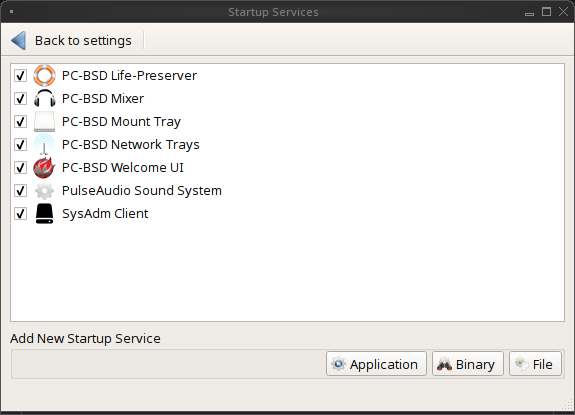 Startup Services
Back to settings
PC-BSD Life-Preserver
PC-BSD Mixer
PC-BSD Mount Tray
PC-BSD Network Trays
PC-BSD Welcome UI
PulseAudio Sound System
SysAdm Client
Add New Startup Service
Application Binary File